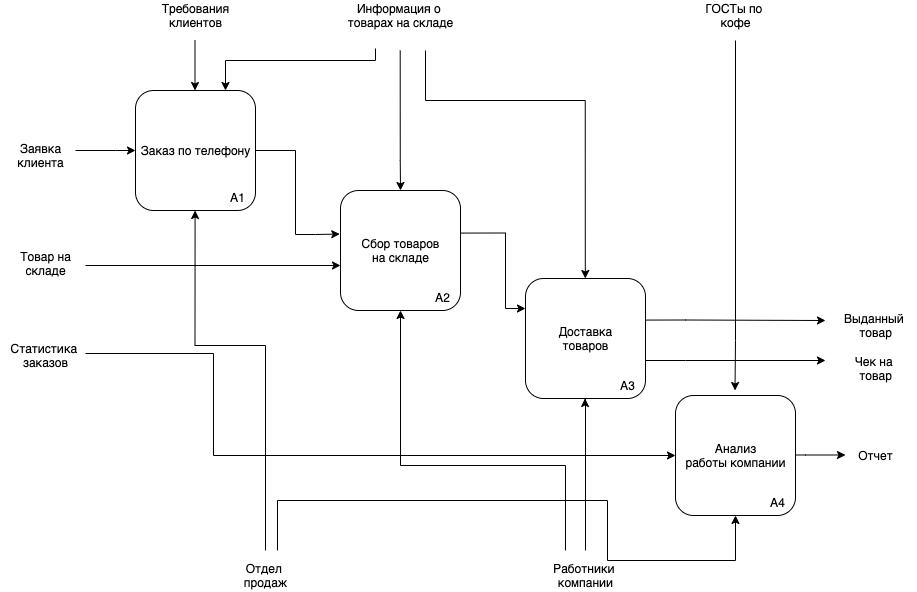 Требования
клиентов
Информация о
товарах на складе
ГОСТы по
кофе
Заявка
клиента
Заказ по телефону
A1
Товар на
складе
Сбор товаров
на складе
A2
Статистика
заказов
Доставка
товаров
A3
Выданный
товар
Чек на
товар
Анализ
работы компании
A4
Отчет
Отдел
продаж
Работники
компании